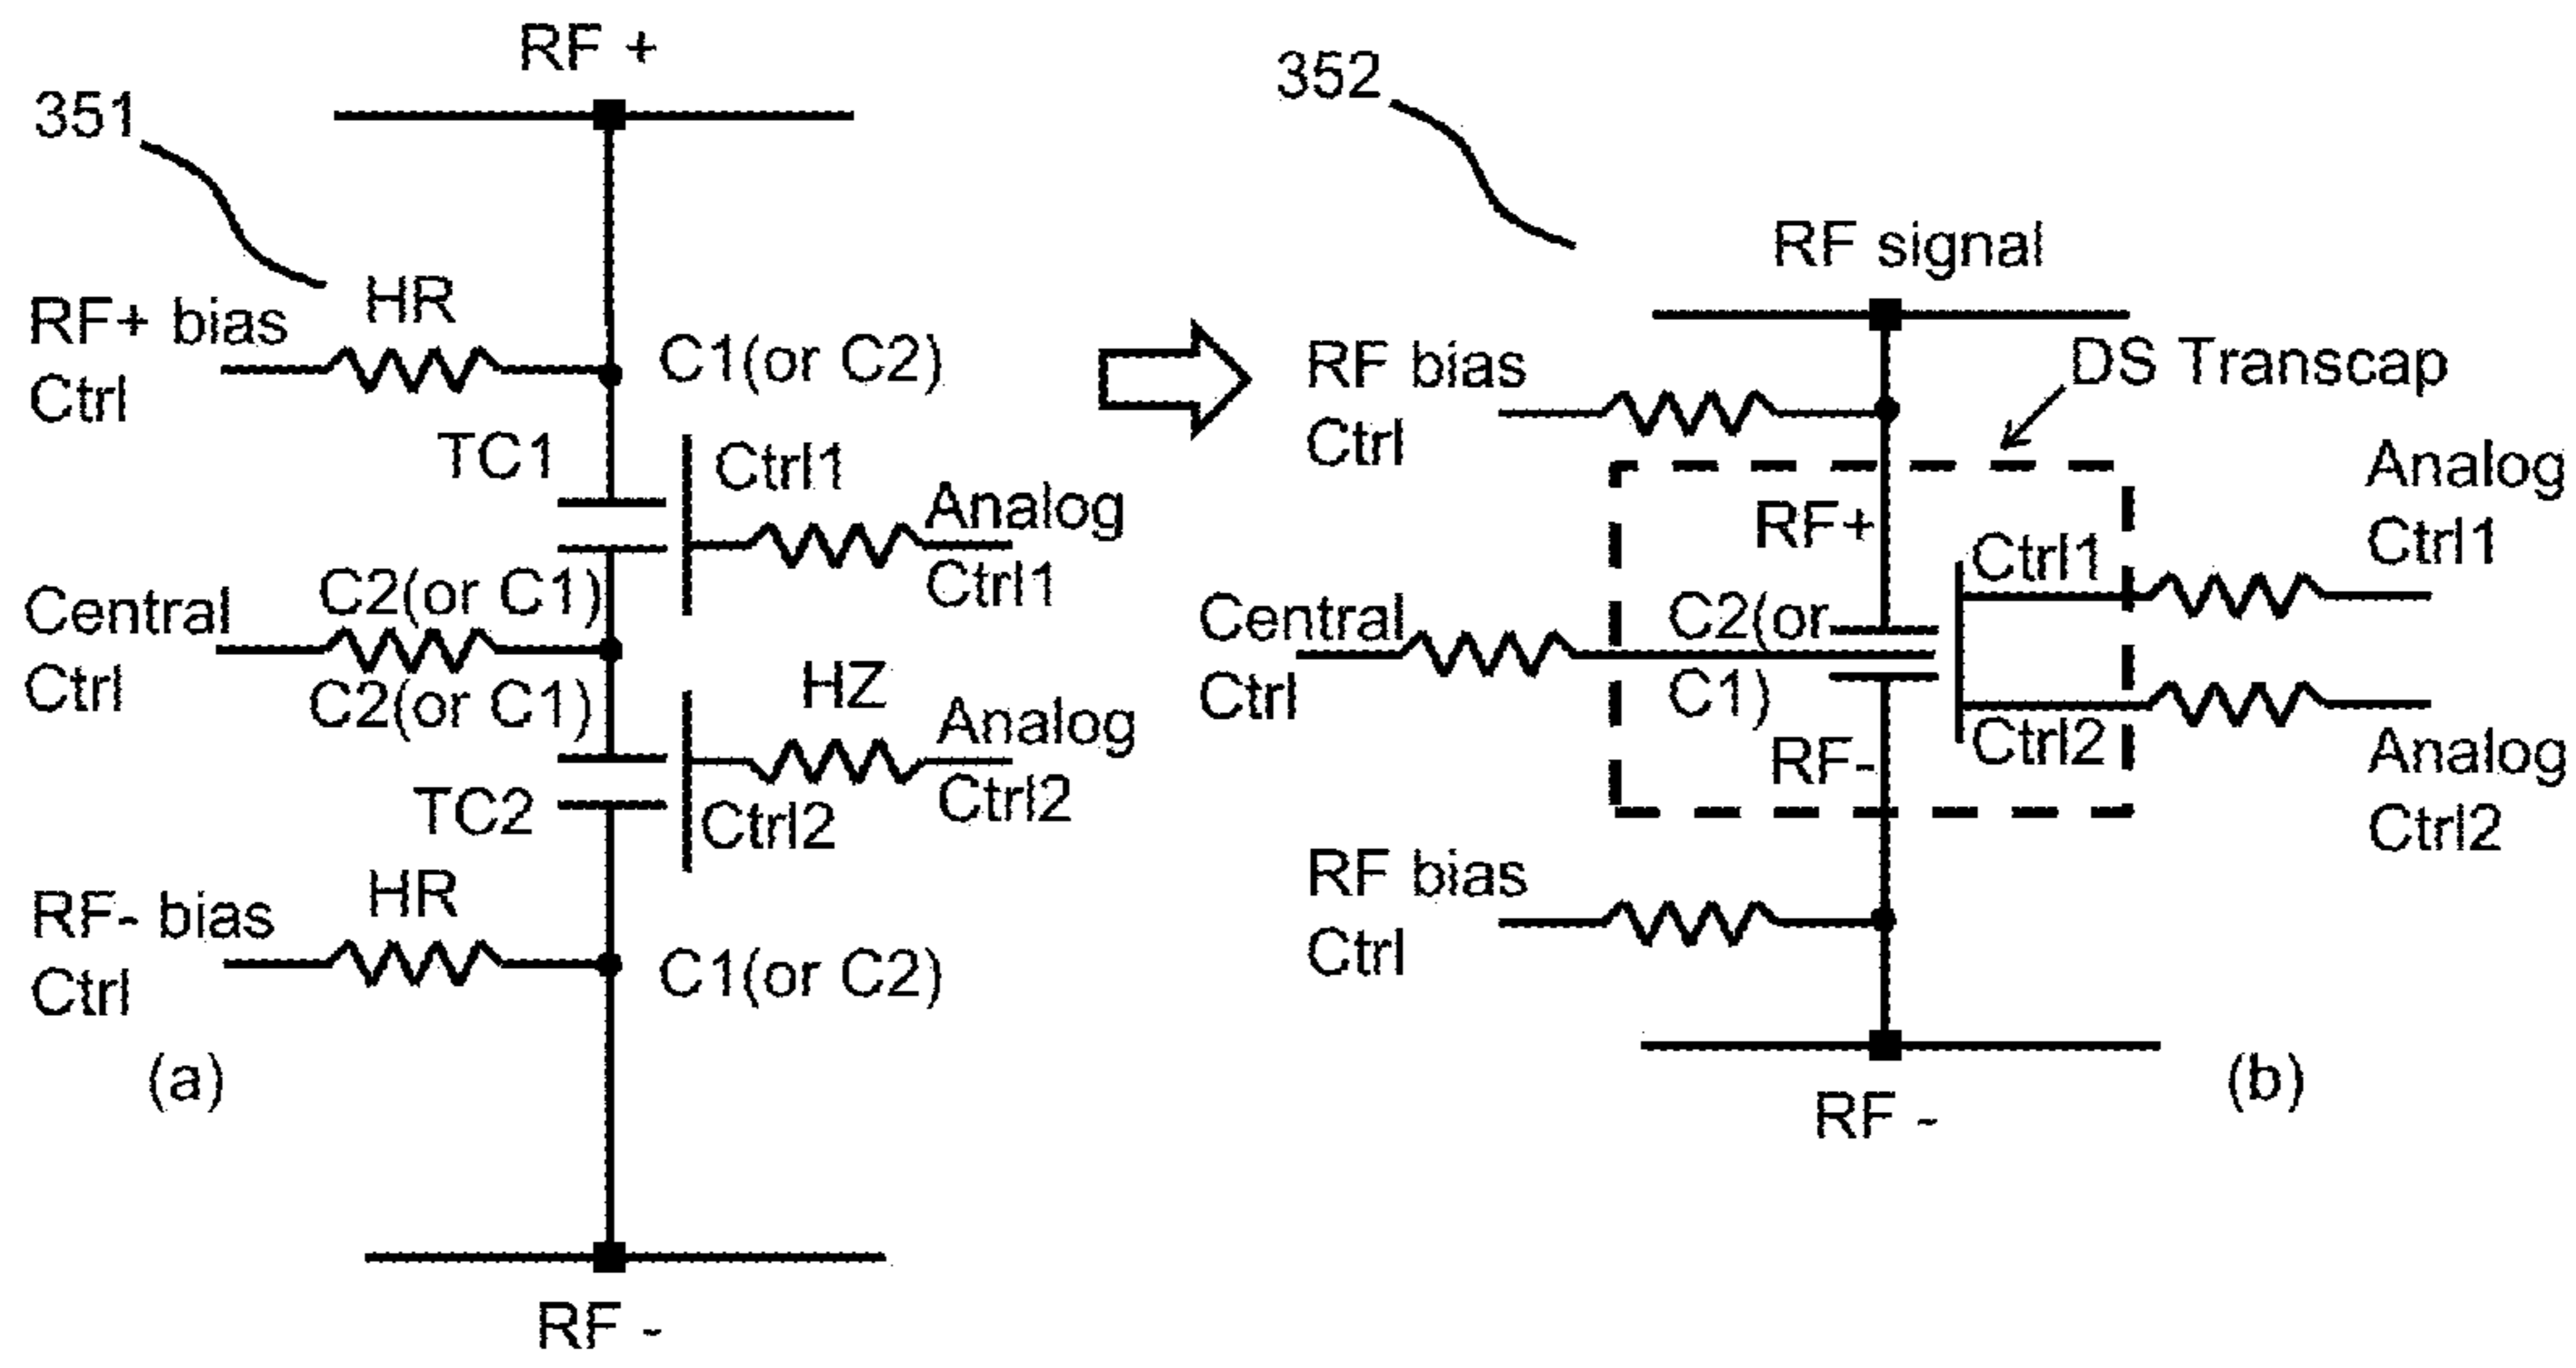 RF +
351
HR
RF+ bias
Ctrl
C1(or C2)
TC1
Ctrl1
Analog
Ctrl1
C2(or C1)
Central
Ctrl
C2(or C1)
HZ
Analog
Ctrl2
TC2
Ctrl2
HR
RF- bias
Ctrl
C1(or C2)
(a)
RF -
352
RF signal
RF bias
Ctrl
DS Transcap
RF+
Ctrl1
Analog
Ctrl1
Central
Ctrl
C2(or
C1)
RF-
Ctrl2
Analog
Ctrl2
RF bias
Ctrl
RF -
(b)